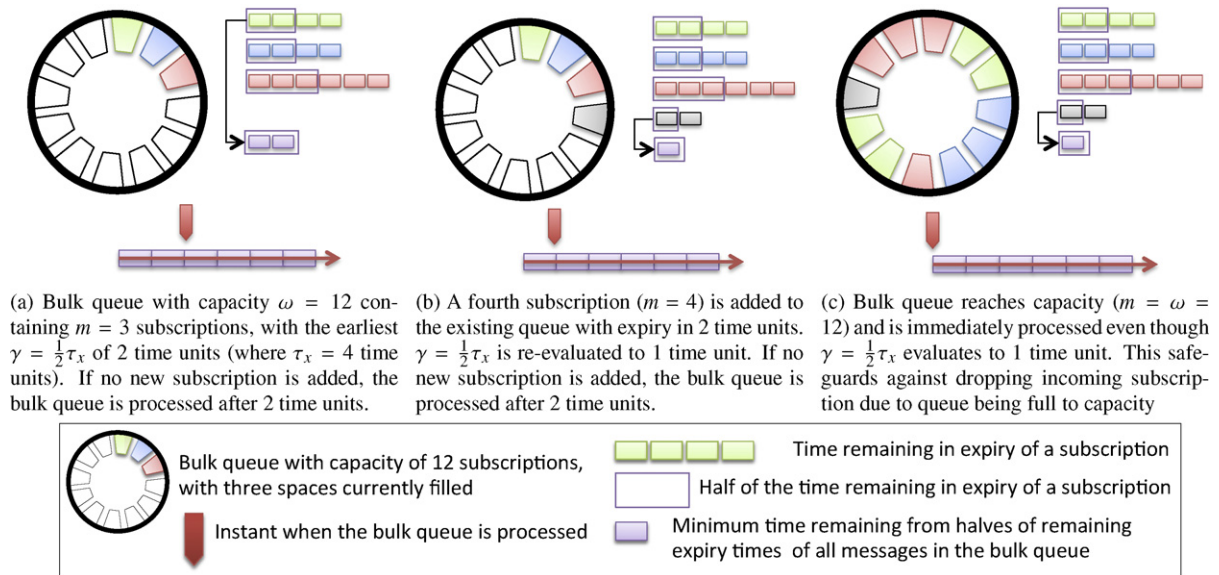 (a) Bulk queue with capacity ω = 12 con-
taining m = 3 subscriptions, with the earliest
γ = ½τₓ of 2 time units (where τₓ = 4 time
units). If no new subscription is added, the
bulk queue is processed after 2 time units.
(b) A fourth subscription (m = 4) is added to
the existing queue with expiry in 2 time units.
γ = ½τₓ is re-evaluated to 1 time unit. If no
new subscription is added, the bulk queue is
processed after 2 time units.
(c) Bulk queue reaches capacity (m = ω =
12) and is immediately processed even though
γ = ½τₓ evaluates to 1 time unit. This safe-
guards against dropping incoming subscrip-
tion due to queue being full to capacity
Bulk queue with capacity of 12 subscriptions,
with three spaces currently filled
Instant when the bulk queue is processed
Time remaining in expiry of a subscription
Half of the time remaining in expiry of a subscription
Minimum time remaining from halves of remaining
expiry times of all messages in the bulk queue